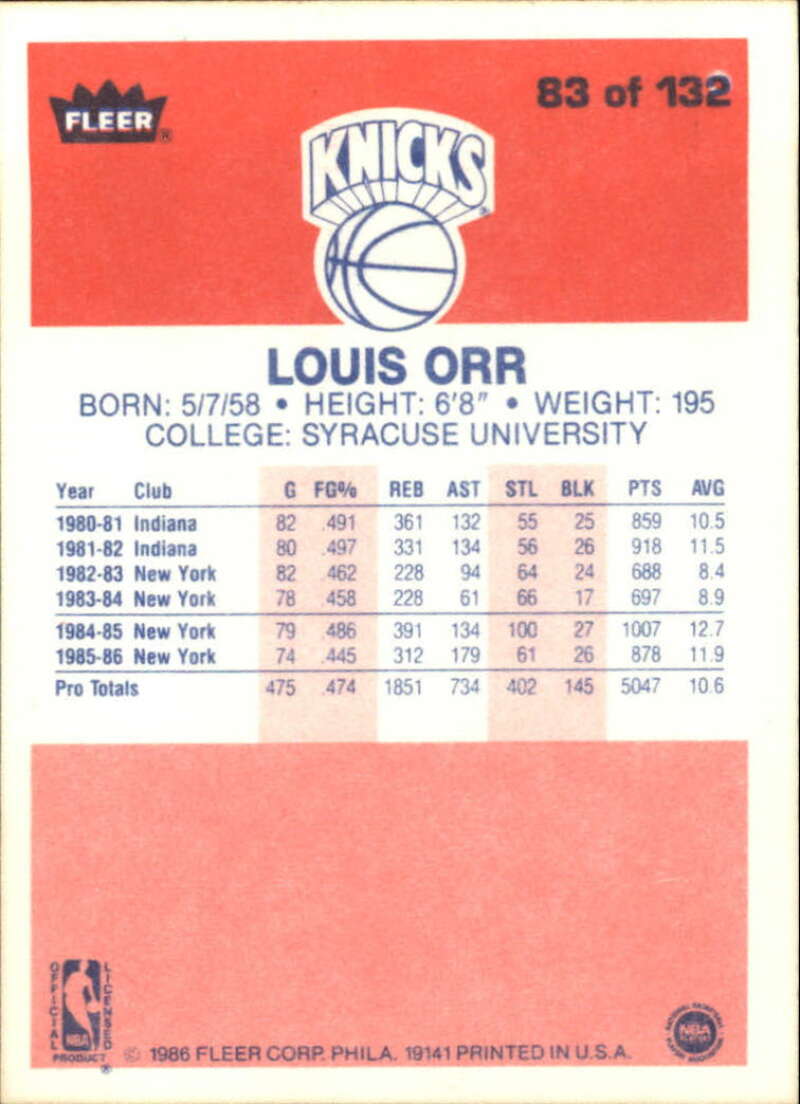 FLEER®
83 of 132
KNICKS®
LOUIS ORR
BORN: 5/7/58 • HEIGHT: 6'8" • WEIGHT: 195
COLLEGE: SYRACUSE UNIVERSITY
Year Club G FG% REB AST STL BLK PTS AVG
1980-81 Indiana 82 .491 361 132 55 25 859 10.5
1981-82 Indiana 80 .497 331 134 56 26 918 11.5
1982-83 New York 82 .462 228 94 64 24 688 8.4
1983-84 New York 78 .458 228 61 66 17 697 8.9
1984-85 New York 79 .486 391 134 100 27 1007 12.7
1985-86 New York 74 .445 312 179 61 26 878 11.9
Pro Totals 475 .474 1851 734 402 145 5047 10.6
OFFICIAL
LICENSED
NBA
PRODUCT ®
© 1986 FLEER CORP. PHILA. 19141 PRINTED IN U.S.A.
NATIONAL BASKETBALL
NBA
PLAYERS
PLAYERS ASSOCIATION